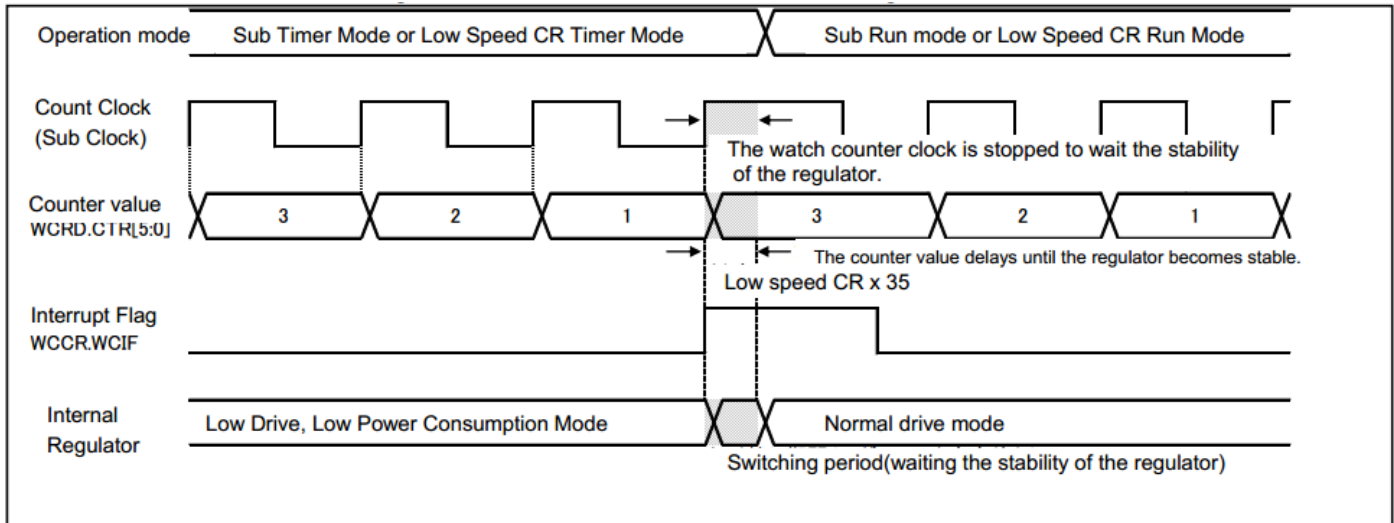 Operation mode
Sub Timer Mode or Low Speed CR Timer Mode
Sub Run mode or Low Speed CR Run Mode
Count Clock
(Sub Clock)
The watch counter clock is stopped to wait the stability
of the regulator.
Counter value
WCRD.CTR[5:0]
3
2
1
3
2
1
The counter value delays until the regulator becomes stable.
Low speed CR x 35
Interrupt Flag
WCCR.WCIF
Internal
Regulator
Low Drive, Low Power Consumption Mode
Normal drive mode
Switching period(waiting the stability of the regulator)